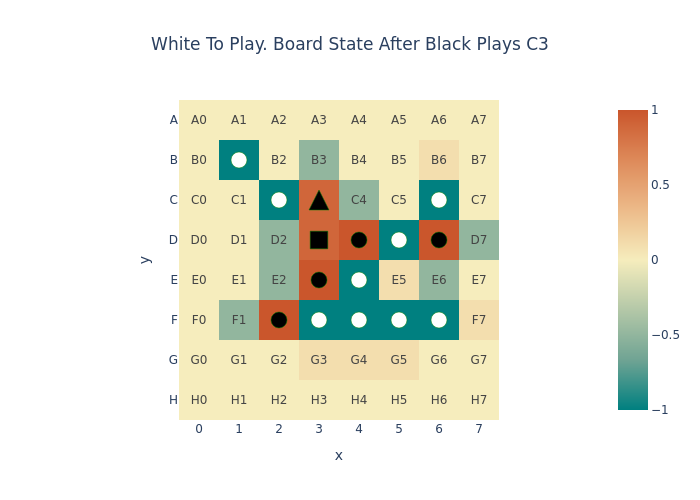 White To Play. Board State After Black Plays C3
A A0 A1 A2 A3 A4 A5 A6 A7
B B0 B2 B3 B4 B5 B6 B7
C C0 C1 C4 C5 C7
D D0 D1 D2 D7
E E0 E1 E2 E5 E6 E7
F F0 F1 F7
G G0 G1 G2 G3 G4 G5 G6 G7
H H0 H1 H2 H3 H4 H5 H6 H7
0 1 2 3 4 5 6 7
x
y
1
0.5
0
−0.5
−1